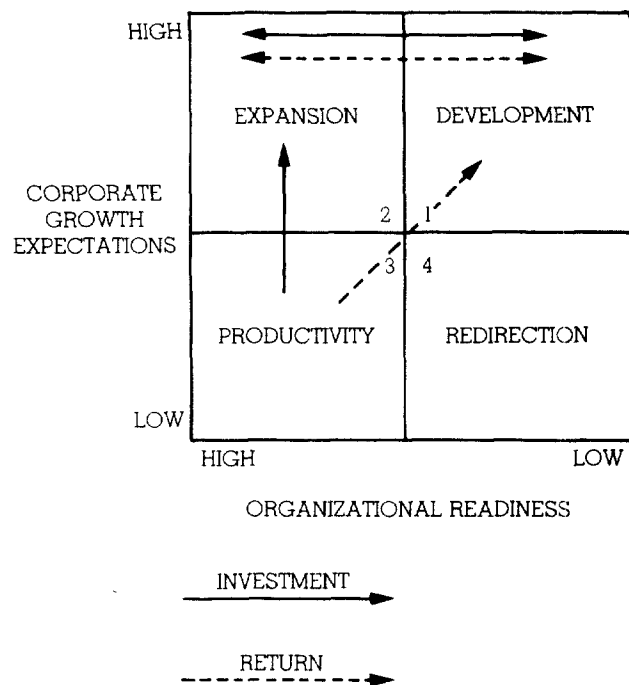 HIGH
EXPANSION
DEVELOPMENT
CORPORATE
GROWTH
EXPECTATIONS
2
1
3
4
PRODUCTIVITY
REDIRECTION
LOW
HIGH
LOW
ORGANIZATIONAL READINESS
INVESTMENT
RETURN